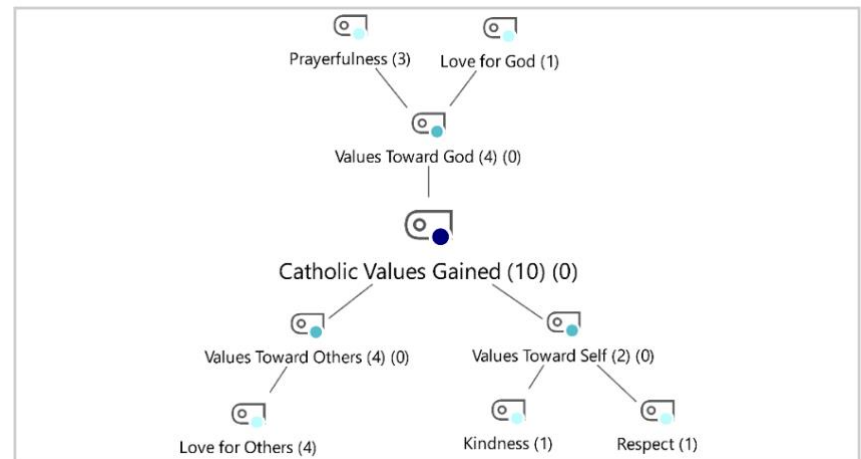 Prayerfulness (3)
Love for God (1)
Values Toward God (4) (0)
Catholic Values Gained (10) (0)
Values Toward Others (4) (0)
Values Toward Self (2) (0)
Love for Others (4)
Kindness (1)
Respect (1)